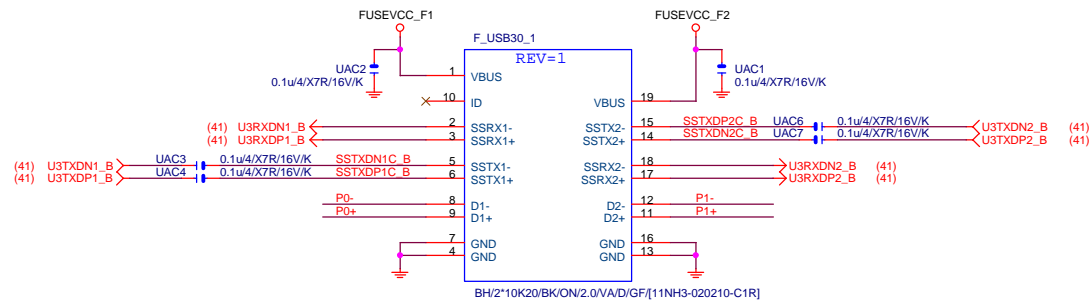 FUSEVCC_F1 FUSEVCC_F2
F_USB30_1
REV=1
UAC2
0.1u/4/X7R/16V/K
1 VBUS
UAC1
0.1u/4/X7R/16V/K
10 ID
VBUS 19
(41) U3RXDN1_B 2 SSRX1-
(41) U3RXDP1_B 3 SSRX1+
SSTX2- 15 SSTXDP2C_B UAC6 0.1u/4/X7R/16V/K U3TXDN2_B (41)
SSTX2+ 14 SSTXDN2C_B UAC7 0.1u/4/X7R/16V/K U3TXDP2_B (41)
(41) U3TXDN1_B UAC3 0.1u/4/X7R/16V/K SSTXDN1C_B 5 SSTX1-
(41) U3TXDP1_B UAC4 0.1u/4/X7R/16V/K SSTXDP1C_B 6 SSTX1+
SSRX2- 18 U3RXDN2_B (41)
SSRX2+ 17 U3RXDP2_B (41)
P0- 8 D1- D2- 12 P1-
P0+ 9 D1+ D2+ 11 P1+
7 GND GND 16
4 GND GND 13
BH/2*10K20/BK/ON/2.0/VA/D/GF/[11NH3-020210-C1R]